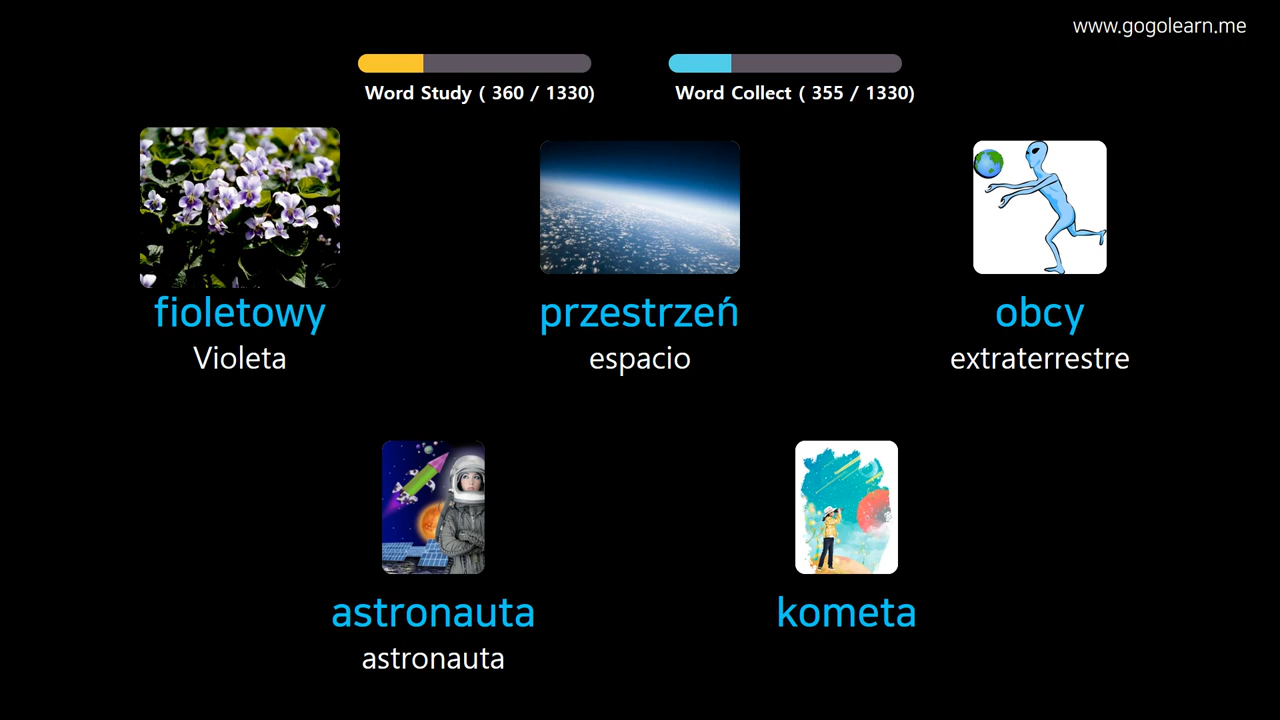 www.gogolearn.me
Word Study ( 360 / 1330)
Word Collect ( 355 / 1330)
fioletowy
Violeta
przestrzeń
espacio
obcy
extraterrestre
astronauta
astronauta
kometa